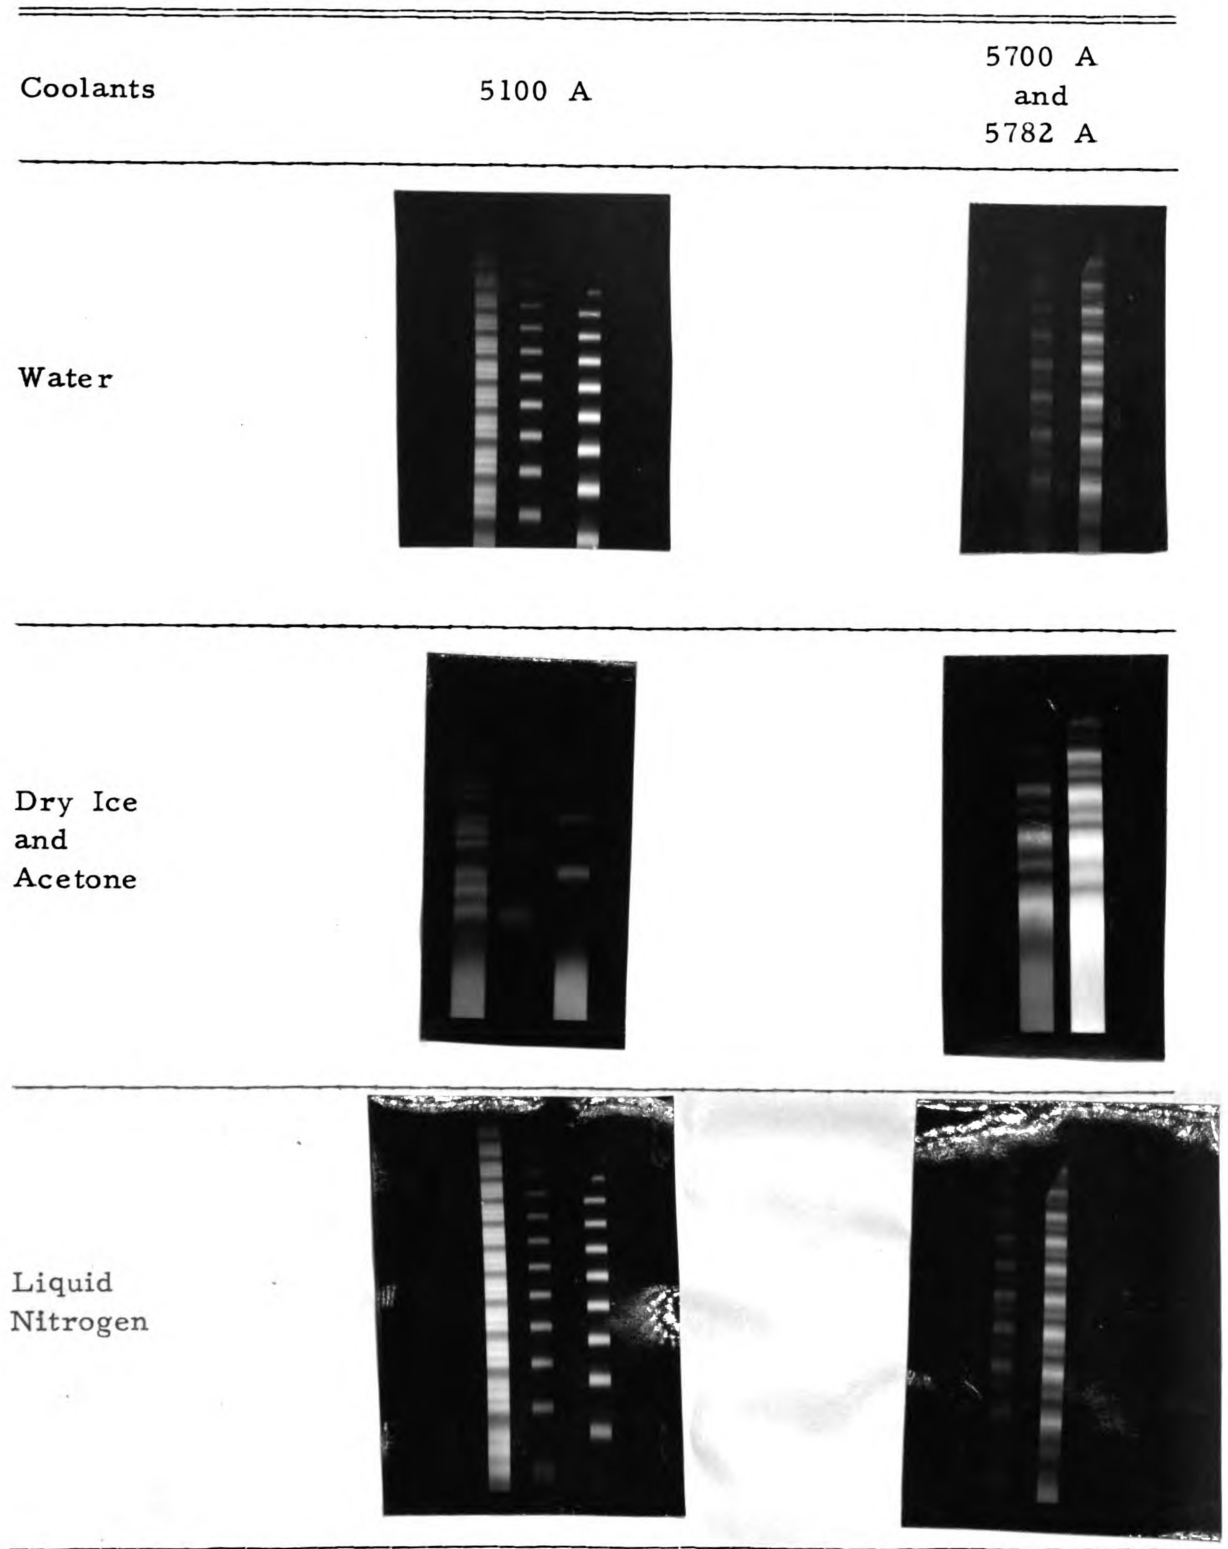 Coolants
5100 A
5700 A
and
5782 A
Water
Dry Ice
and
Acetone
Liquid
Nitrogen